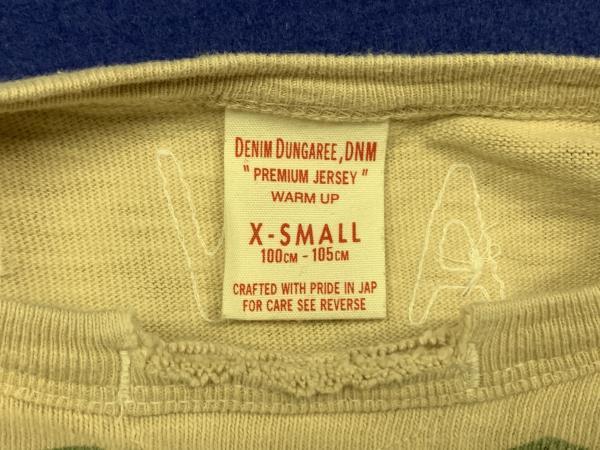 DENIM DUNGAREE, DNM
"PREMIUM JERSEY"
WARM UP
X-SMALL
100CM - 105CM
CRAFTED WITH PRIDE IN JAP
FOR CARE SEE REVERSE